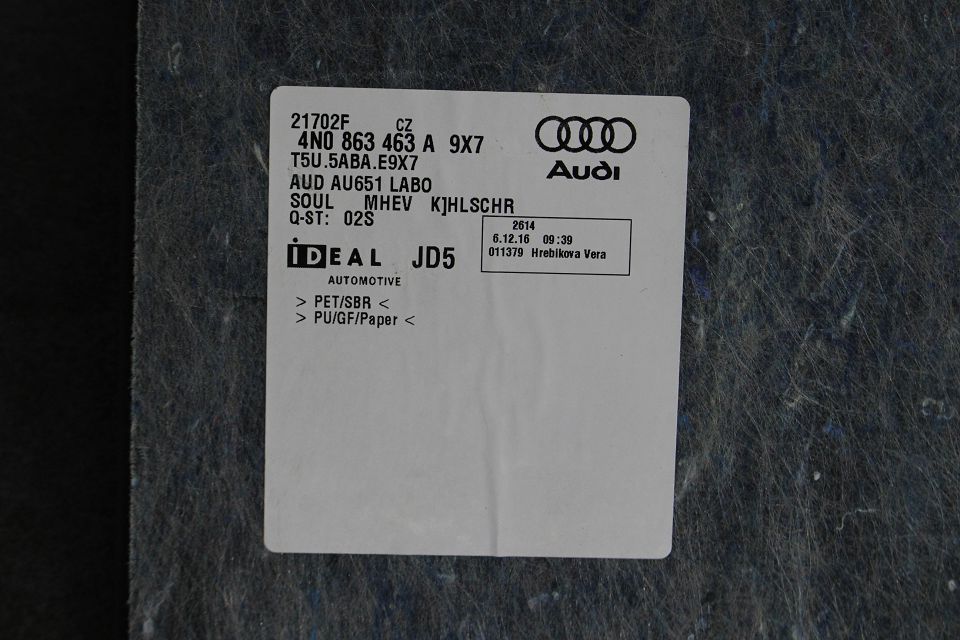 21702F CZ
4N0 863 463 A 9X7
T5U.5ABA.E9X7
AUD AU651 LABO
SOUL MHEV K]HLSCHR
Q-ST: 02S
Audi
2614
6.12.16 09:39
011379 Hrebikova Vera
iDEAL JD5
AUTOMOTIVE
> PET/SBR <
> PU/GF/Paper <